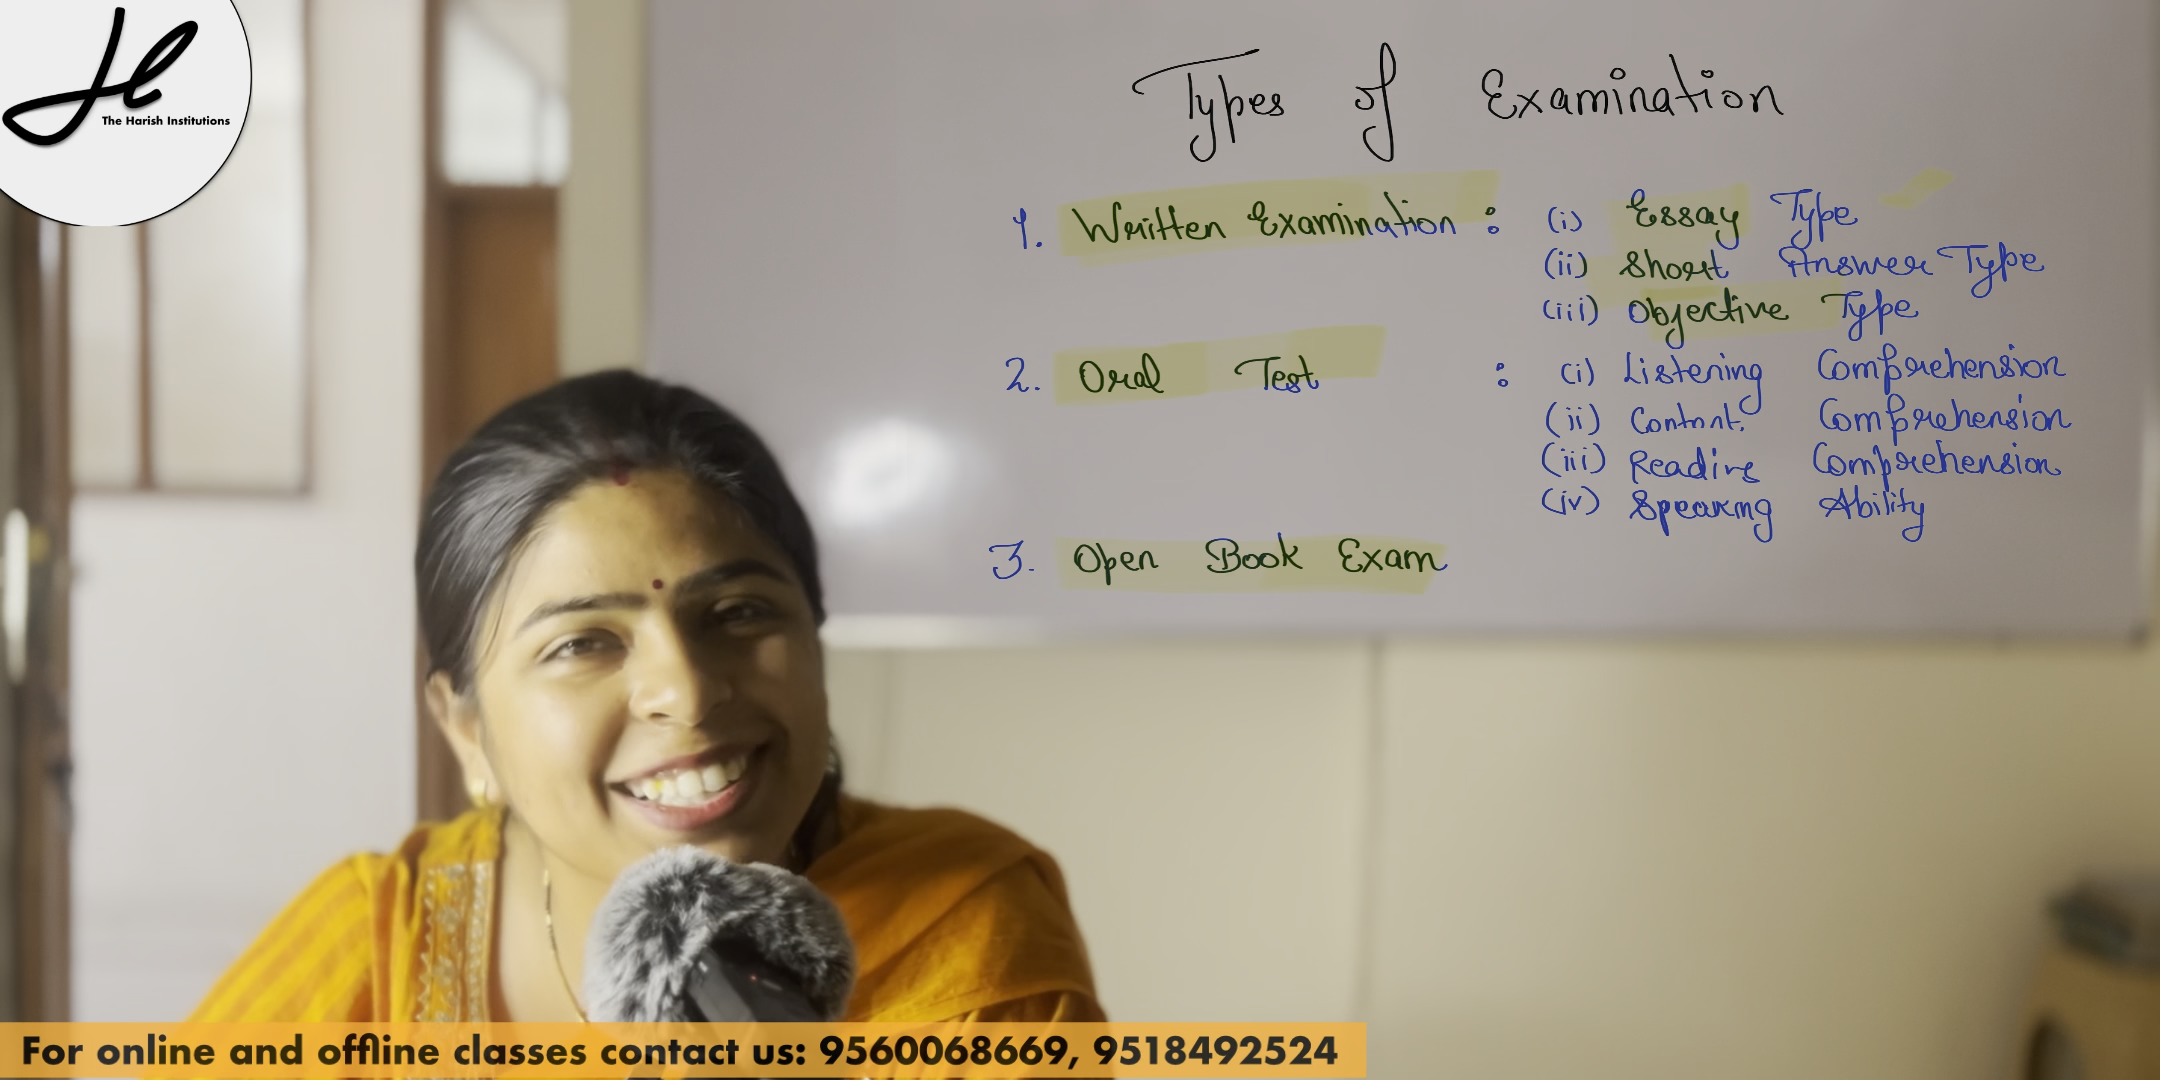 The Harish Institutions
Types of Examination
1. Written Examination : (i) Essay Type
(ii) Short Answer Type
(iii) Objective Type
2. Oral Test : (i) Listening Comprehension
(ii) Comprehension
(iii) Reading Comprehension
(iv) Speaking Ability
3. Open Book Exam
For online and offline classes contact us: 9560068669, 9518492524